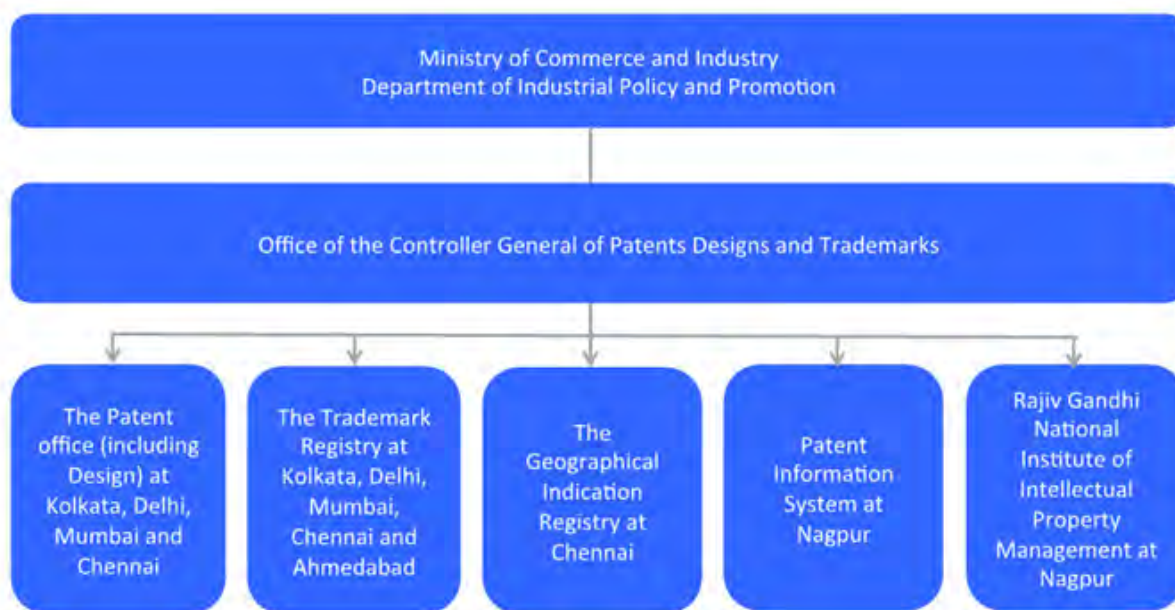 Ministry of Commerce and Industry
Department of Industrial Policy and Promotion
Office of the Controller General of Patents Designs and Trademarks
The Patent
office (including
Design) at
Kolkata, Delhi,
Mumbai and
Chennai
The Trademark
Registry at
Kolkata, Delhi,
Mumbai,
Chennai and
Ahmedabad
The
Geographical
Indication
Registry at
Chennai
Patent
Information
System at
Nagpur
Rajiv Gandhi
National
Institute of
Intellectual
Property
Management at
Nagpur